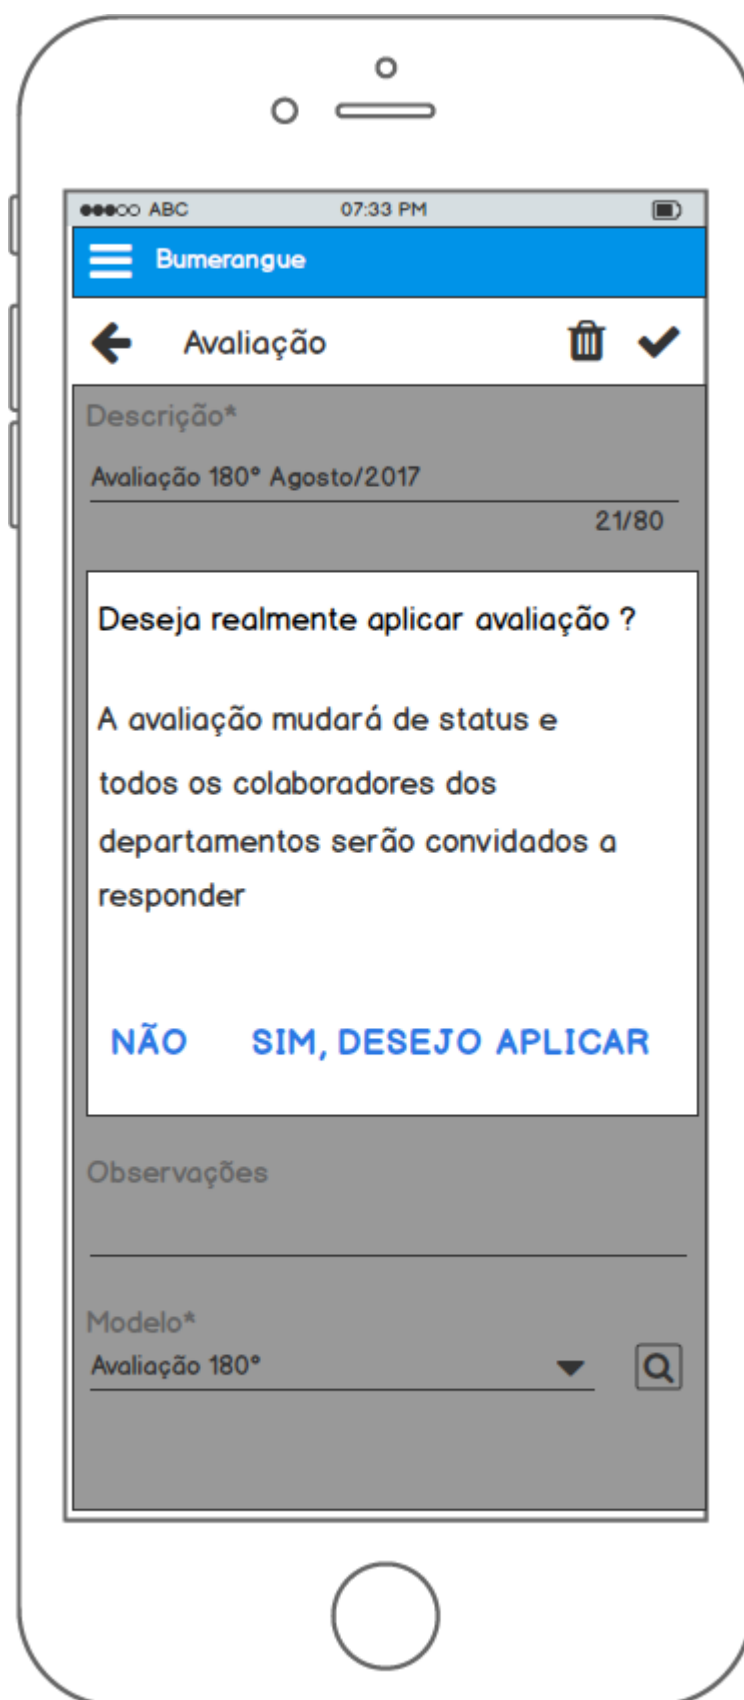 ABC 07:33 PM
Bumerangue
Avaliação
Descrição*
Avaliação 180° Agosto/2017
21/80
Deseja realmente aplicar avaliação ?
A avaliação mudará de status e
todos os colaboradores dos
departamentos serão convidados a
responder
NÃO SIM, DESEJO APLICAR
Observações
Modelo*
Avaliação 180°